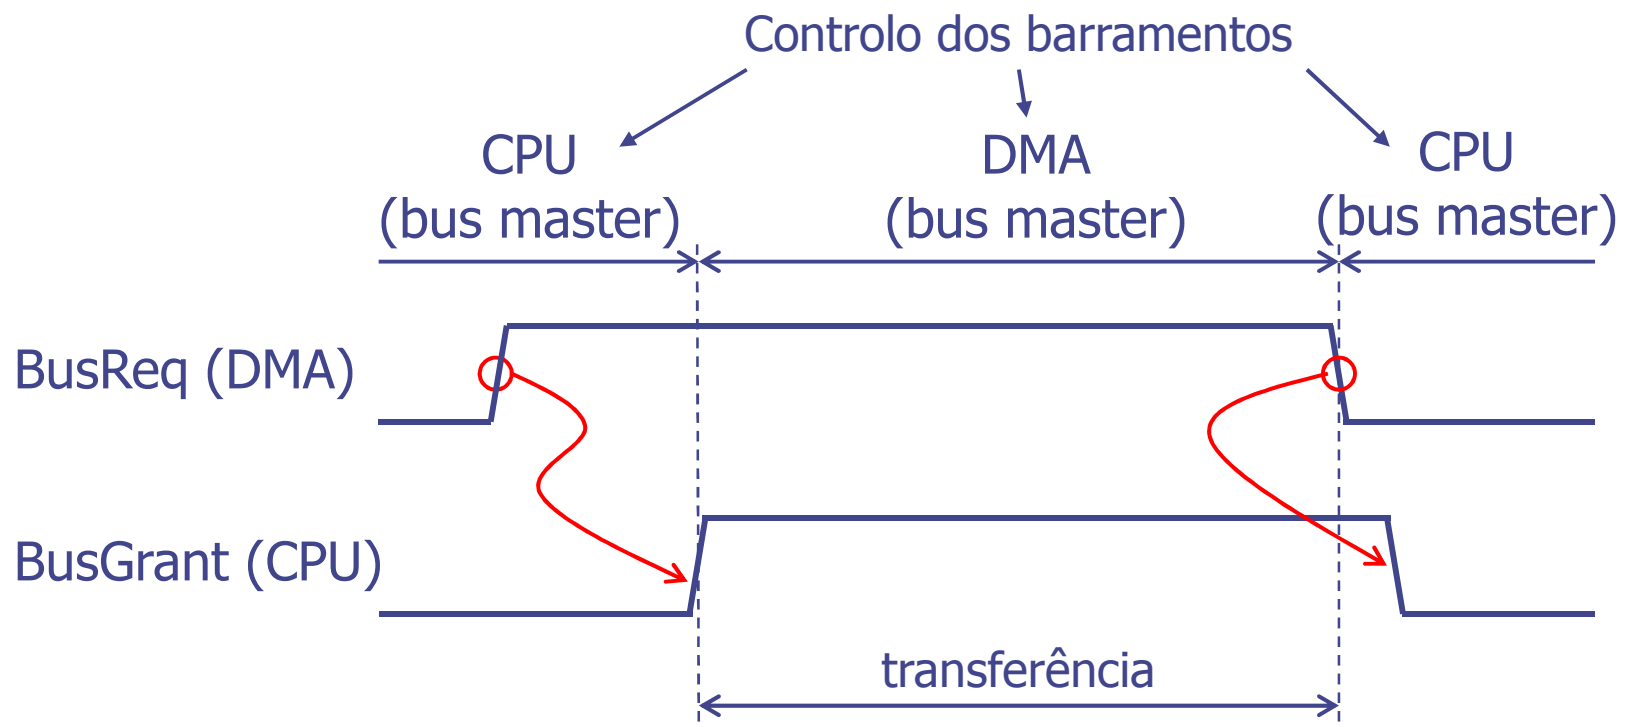 Controlo dos barramentos
CPU
(bus master)
DMA
(bus master)
CPU
(bus master)
BusReq (DMA)
BusGrant (CPU)
transferência